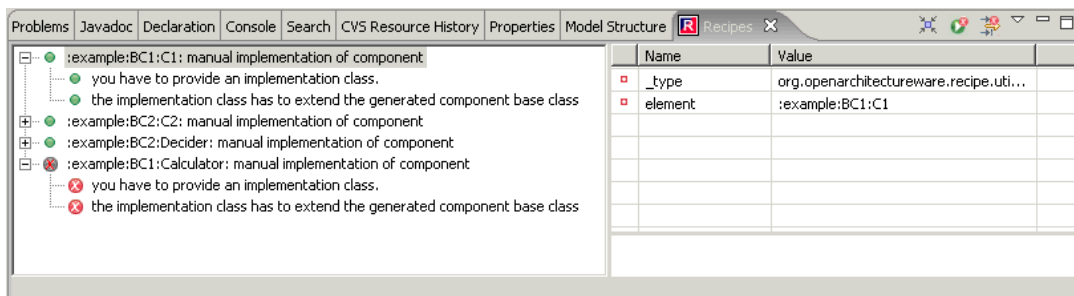 Problems Javadoc Declaration Console Search CVS Resource History Properties Model Structure R Recipes
:example:BC1:C1: manual implementation of component
you have to provide an implementation class.
the implementation class has to extend the generated component base class
:example:BC2:C2: manual implementation of component
:example:BC2:Decider: manual implementation of component
:example:BC1:Calculator: manual implementation of component
you have to provide an implementation class.
the implementation class has to extend the generated component base class
Name Value
_type org.openarchitectureware.recipe.uti...
element :example:BC1:C1